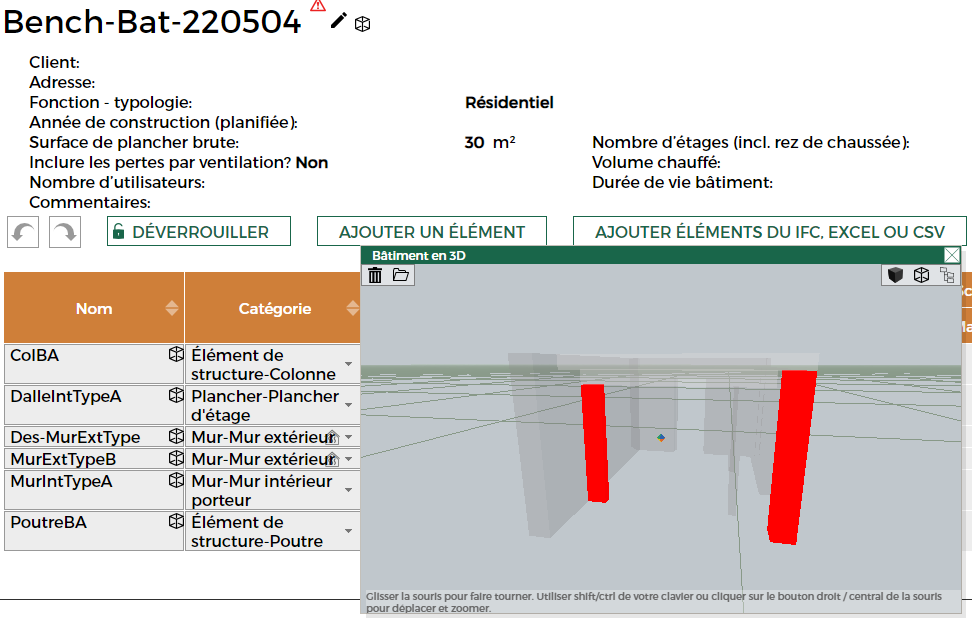 Bench-Bat-220504
Client:
Adresse:
Fonction - typologie: Résidentiel
Année de construction (planifiée):
Surface de plancher brute: 30 m² Nombre d'étages (incl. rez de chaussée):
Inclure les pertes par ventilation? Non Volume chauffé:
Nombre d'utilisateurs: Durée de vie bâtiment:
Commentaires:
DÉVERROUILLER AJOUTER UN ÉLÉMENT AJOUTER ÉLÉMENTS DU IFC, EXCEL OU CSV
Bâtiment en 3D
Nom Catégorie
ColBA Élément de
structure-Colonne
DalleIntTypeA Plancher-Plancher
d'étage
Des-MurExtType Mur-Mur extérieur
MurExtTypeB Mur-Mur extérieur
MurIntTypeA Mur-Mur intérieur
porteur
PoutreBA Élément de
structure-Poutre
Glisser la souris pour faire tourner. Utiliser shift/ctrl de votre clavier ou cliquer sur le bouton droit / central de la souris
pour déplacer et zoomer.